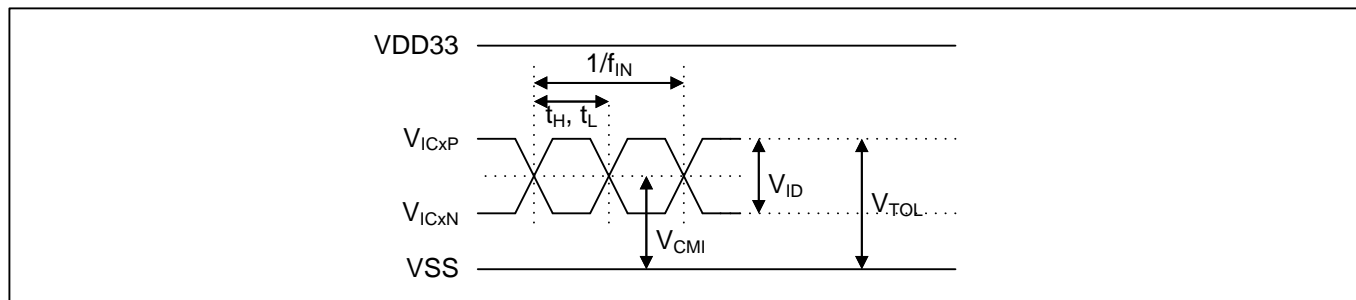 VDD33
1/fIN
tH, tL
VICxP
VID
VTOL
VICxN
VCMI
VSS